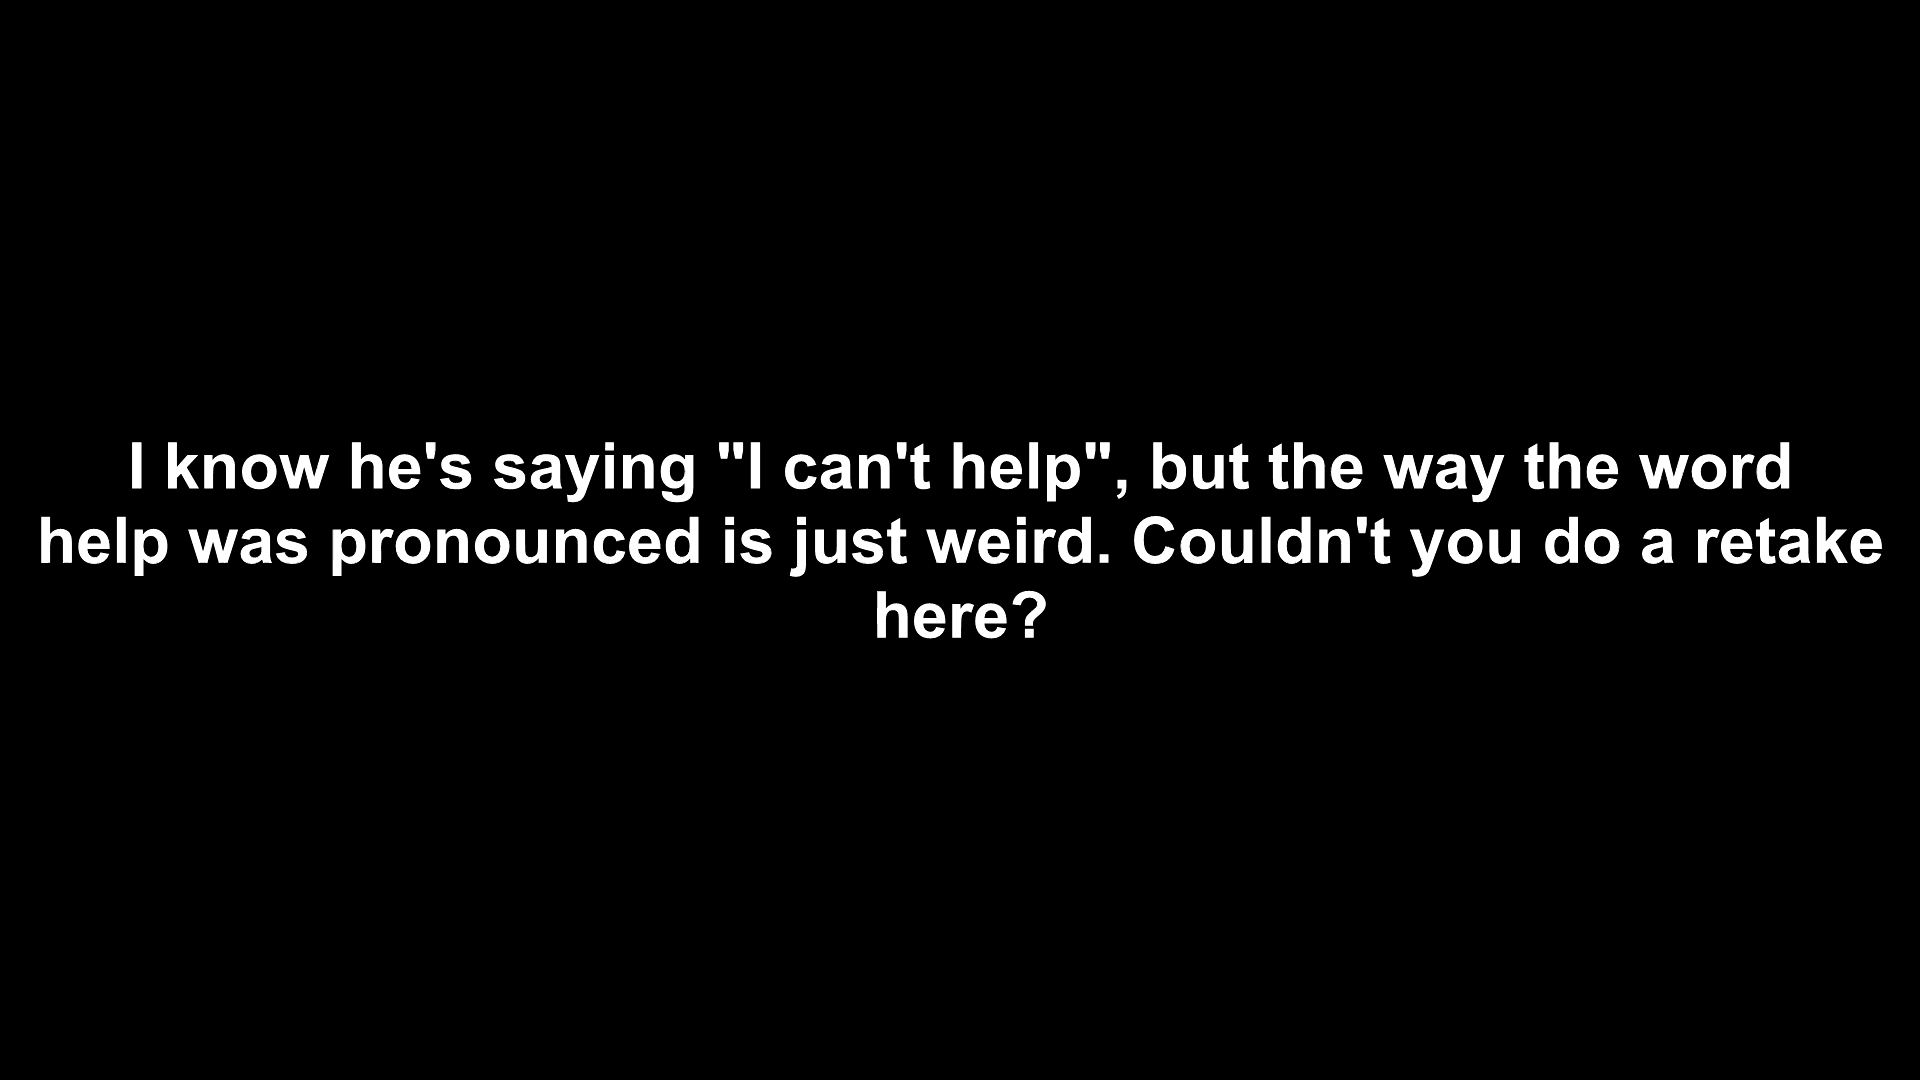 I know he's saying "I can't help", but the way the word
help was pronounced is just weird. Couldn't you do a retake
here?